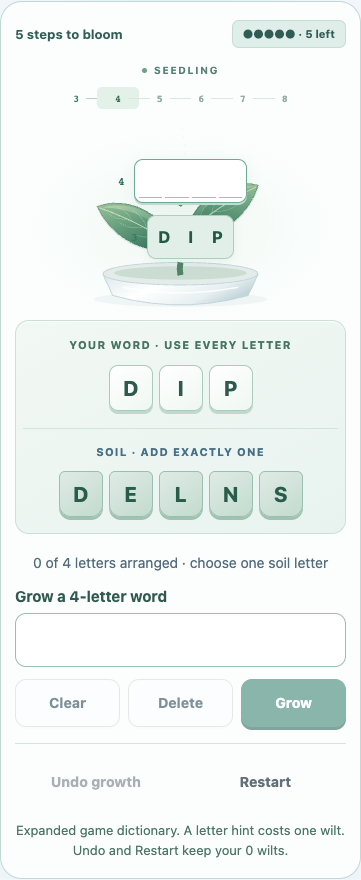 5 steps to bloom
●●●●● · 5 left
SEEDLING
3 4 5 6 7 8
4
D I P
YOUR WORD · USE EVERY LETTER
D I P
SOIL · ADD EXACTLY ONE
D E L N S
0 of 4 letters arranged · choose one soil letter
Grow a 4-letter word
Clear Delete Grow
Undo growth Restart
Expanded game dictionary. A letter hint costs one wilt.
Undo and Restart keep your 0 wilts.